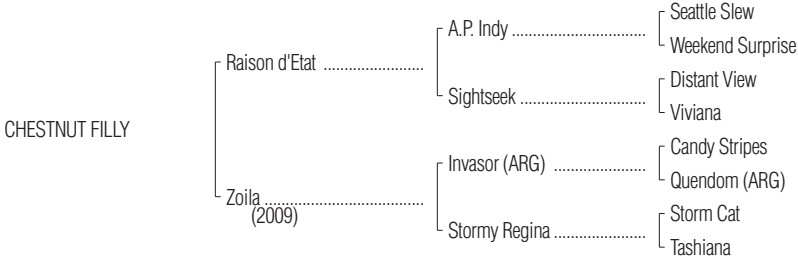 Seattle Slew
A.P. Indy ................................
Weekend Surprise
Raison d'Etat ........................
Distant View
Sightseek ..............................
Viviana
CHESTNUT FILLY
Candy Stripes
Invasor (ARG) ......................
Quendom (ARG)
Zoila ......................................
(2009)
Storm Cat
Stormy Regina ......................
Tashiana